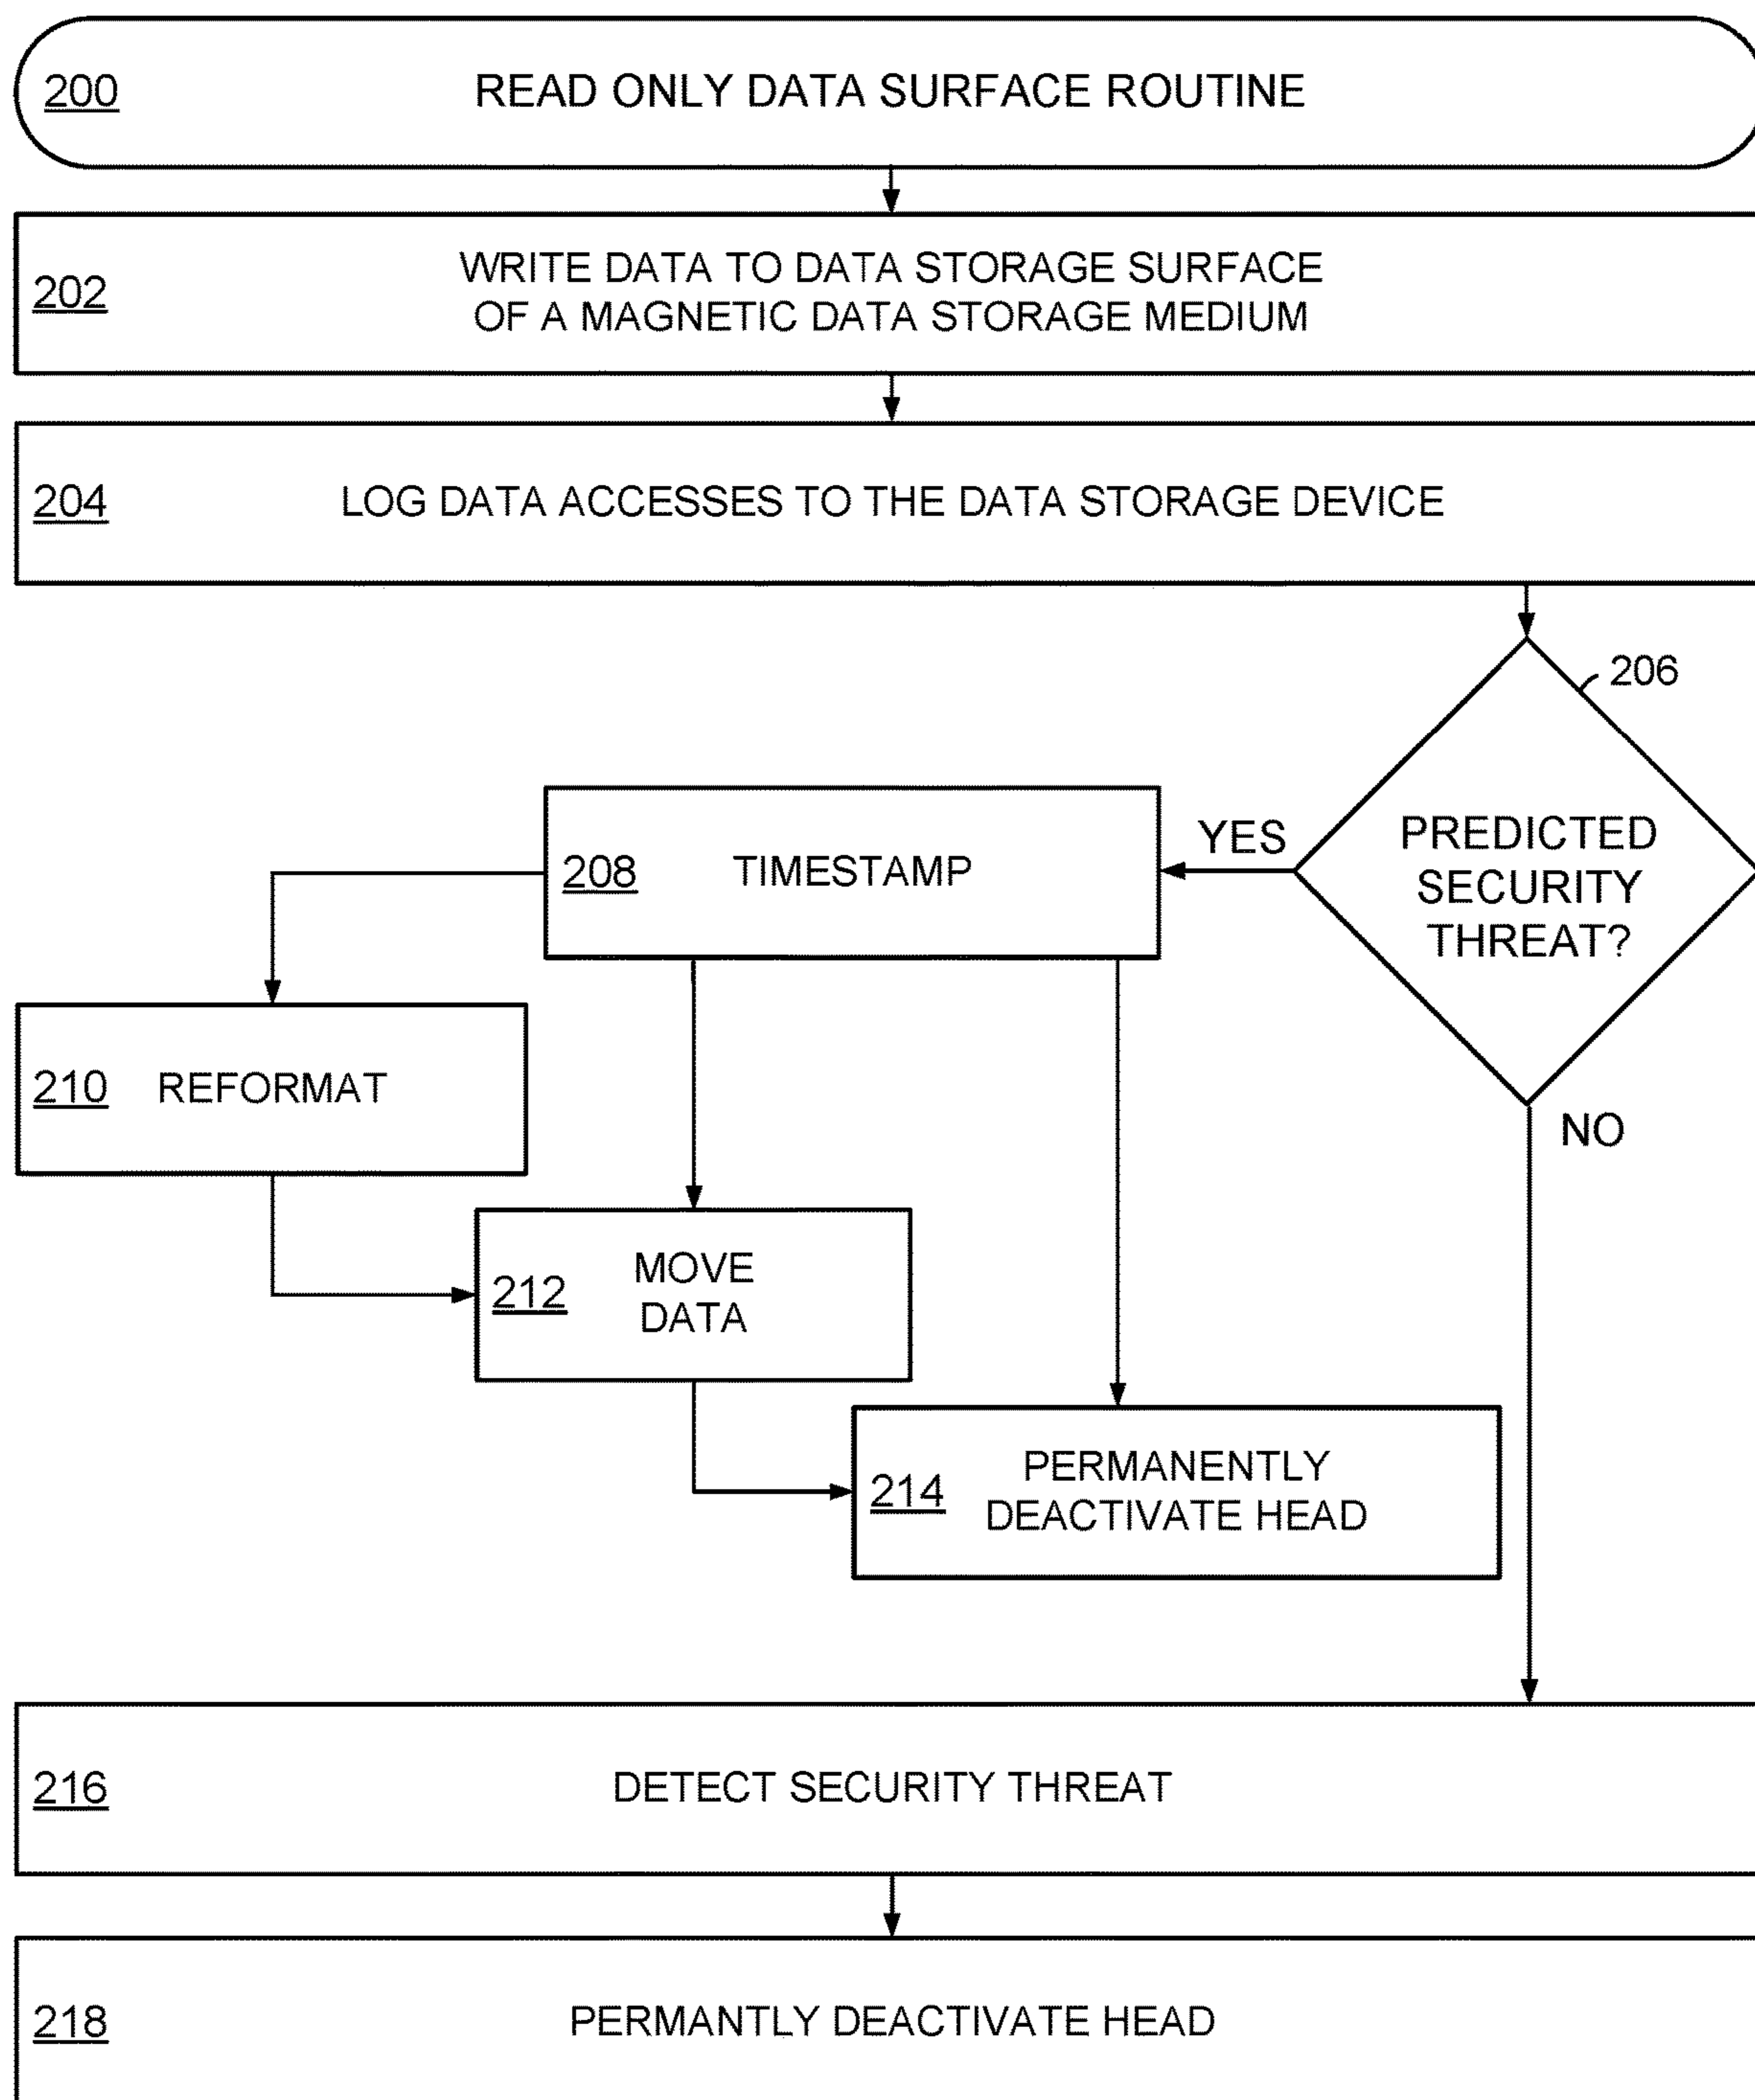 200 READ ONLY DATA SURFACE ROUTINE
202 WRITE DATA TO DATA STORAGE SURFACE
OF A MAGNETIC DATA STORAGE MEDIUM
204 LOG DATA ACCESSES TO THE DATA STORAGE DEVICE
206
PREDICTED
SECURITY
THREAT?
YES
208 TIMESTAMP
210 REFORMAT
NO
212 MOVE
DATA
214 PERMANENTLY
DEACTIVATE HEAD
216 DETECT SECURITY THREAT
218 PERMANTLY DEACTIVATE HEAD